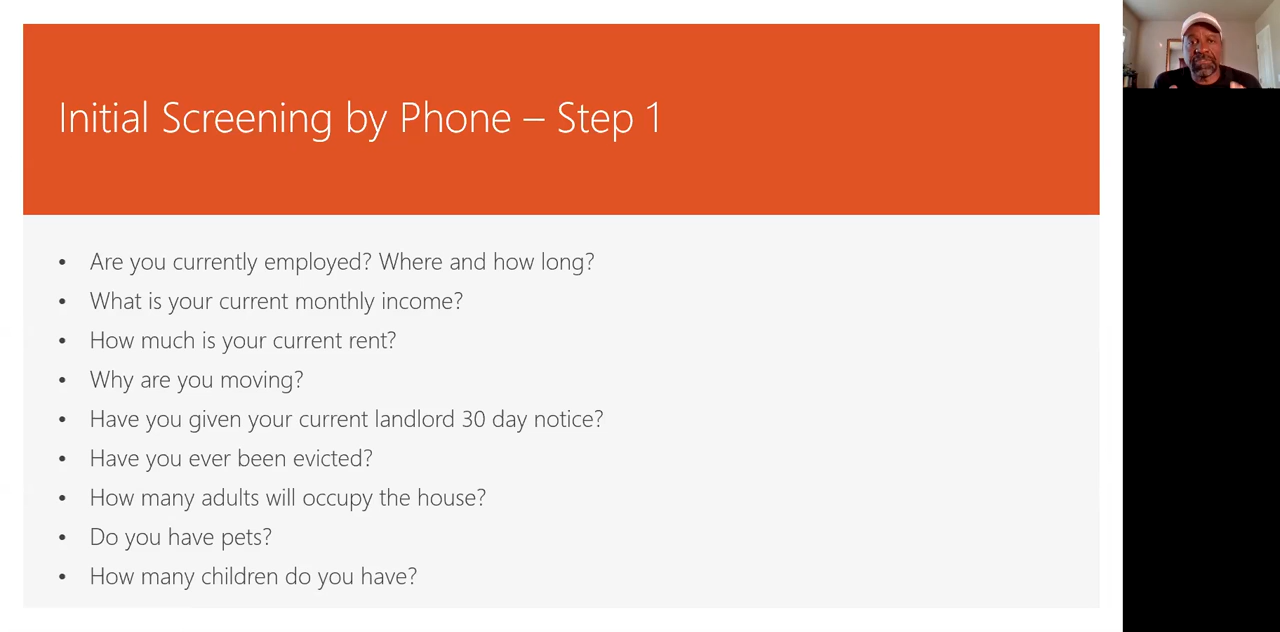 Initial Screening by Phone – Step 1
• Are you currently employed? Where and how long?
• What is your current monthly income?
• How much is your current rent?
• Why are you moving?
• Have you given your current landlord 30 day notice?
• Have you ever been evicted?
• How many adults will occupy the house?
• Do you have pets?
• How many children do you have?